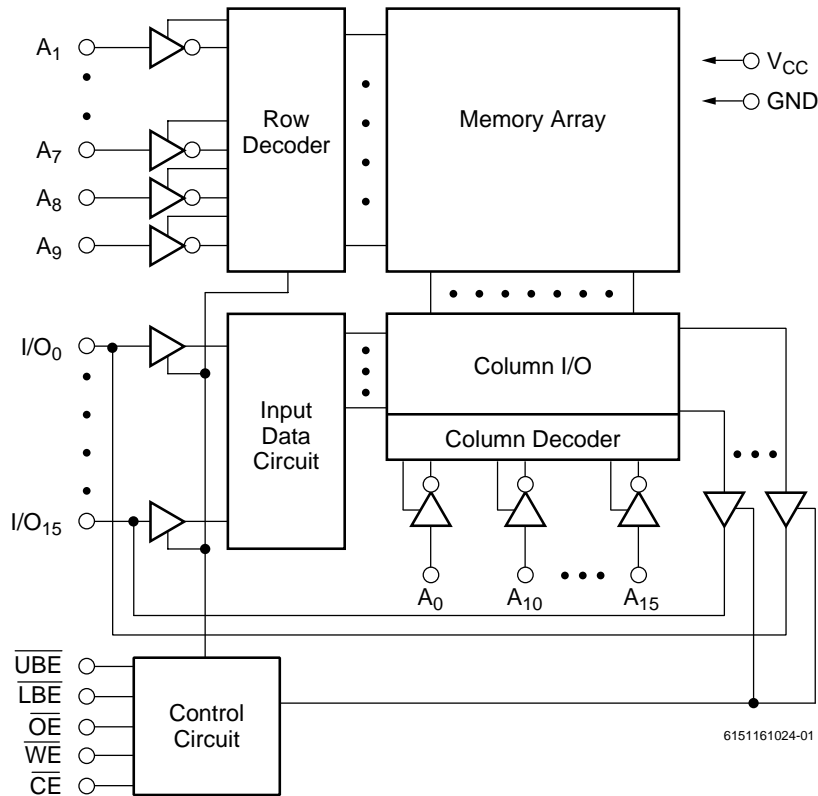 A1
A7
A8
A9
Row
Decoder
Memory Array
VCC
GND
I/O0
I/O15
Input
Data
Circuit
Column I/O
Column Decoder
A0
A10
A15
UBE
LBE
OE
WE
CE
Control
Circuit
6151161024-01